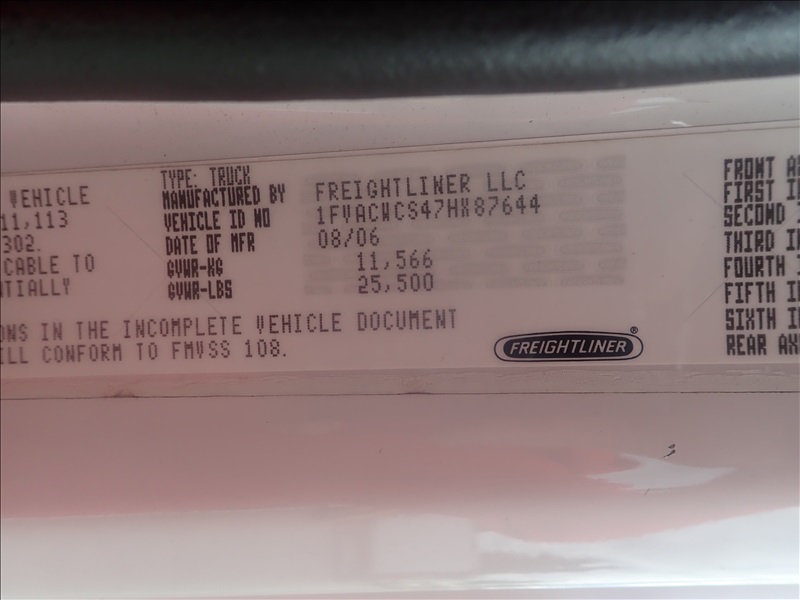 VEHICLE
11,113
302.
CABLE TO
NTIALLY
ONS IN THE INCOMPLETE VEHICLE DOCUMENT
ILL CONFORM TO FMVSS 108.
TYPE: TRUCK
MANUFACTURED BY FREIGHTLINER LLC
VEHICLE ID NO 1FVACWCS47HX87644
DATE OF MFR 08/06
GVWR-KG 11,566
GVWR-LBS 25,500
FREIGHTLINER®
FRONT A
FIRST I
SECOND
THIRD I
FOURTH I
FIFTH I
SIXTH I
REAR AX